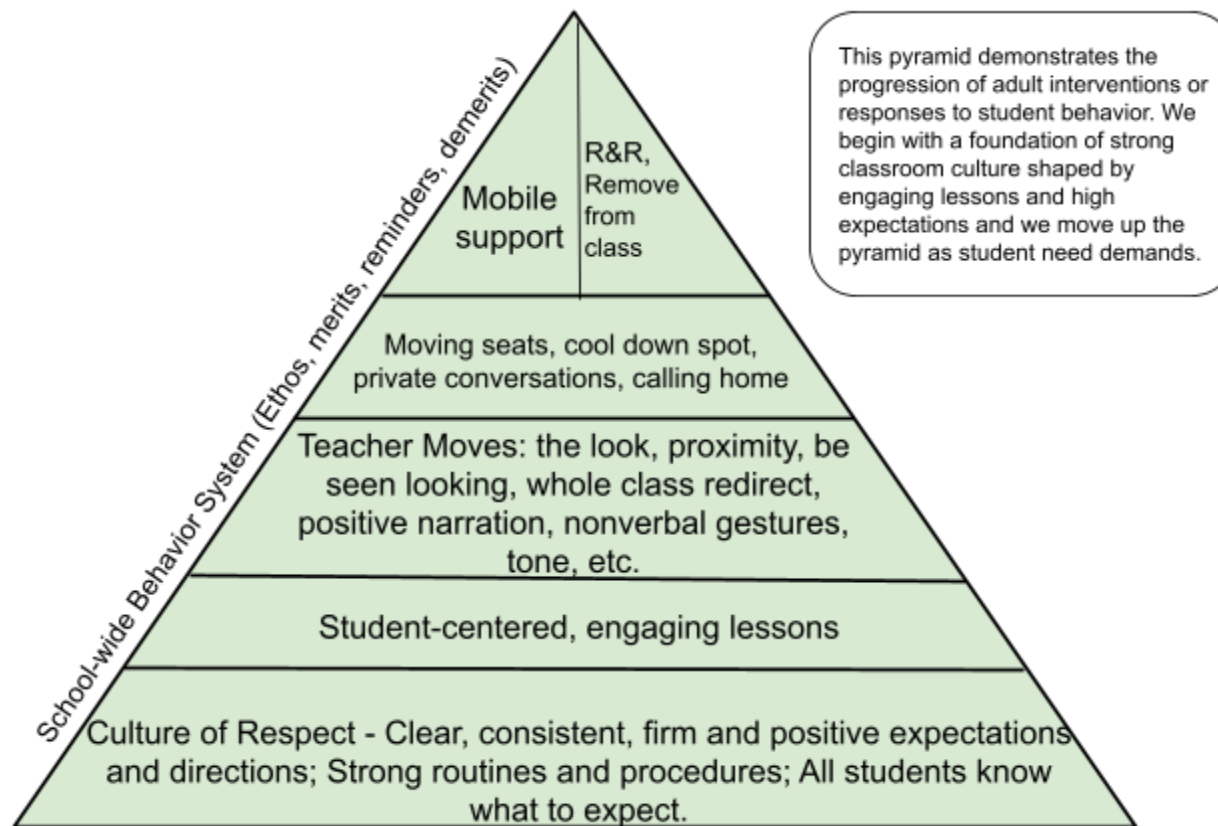 This pyramid demonstrates the
progression of adult interventions or
responses to student behavior. We
begin with a foundation of strong
classroom culture shaped by
engaging lessons and high
expectations and we move up the
pyramid as student need demands.
School-wide Behavior System (Ethos, merits, reminders, demerits)
Mobile
support
R&R,
Remove
from
class
Moving seats, cool down spot,
private conversations, calling home
Teacher Moves: the look, proximity, be
seen looking, whole class redirect,
positive narration, nonverbal gestures,
tone, etc.
Student-centered, engaging lessons
Culture of Respect - Clear, consistent, firm and positive expectations
and directions; Strong routines and procedures; All students know
what to expect.